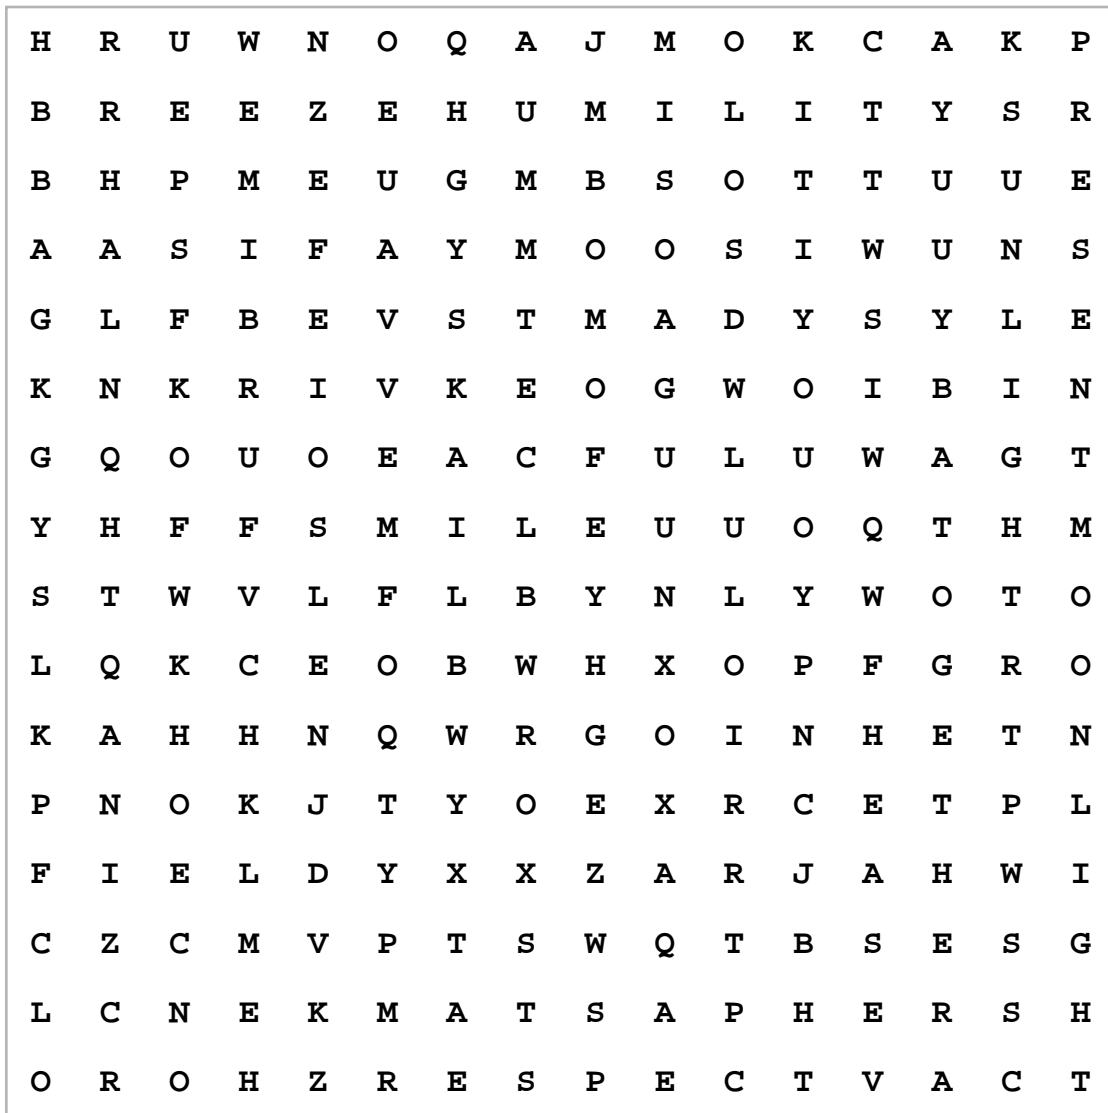 H R U W N O Q A J M O K C A K P
B R E E Z E H U M I L I T Y S R
B H P M E U G M B S O T T U U E
A A S I F A Y M O O S I W U N S
G L F B E V S T M A D Y S Y L E
K N K R I V K E O G W O I B I N
G Q O U O E A C F U L U W A G T
Y H F F S M I L E U U O Q T H M
S T W V L F L B Y N L Y W O T O
L Q K C E O B W H X O P F G R O
K A H H N Q W R G O I N H E T N
P N O K J T Y O E X R C E T P L
F I E L D Y X X Z A R J A H W I
C Z C M V P T S W Q T B S E S G
L C N E K M A T S A P H E R S H
O R O H Z R E S P E C T V A C T